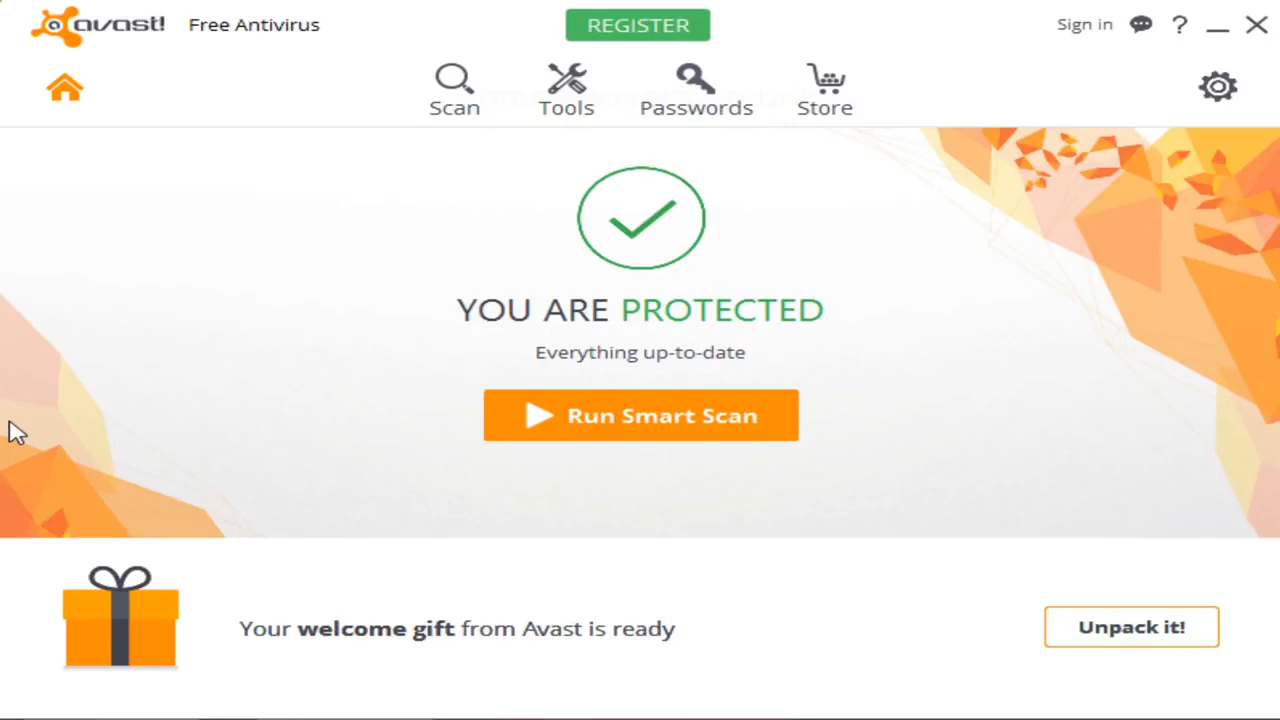 avast! Free Antivirus
REGISTER
Sign in ?
Scan Tools Passwords Store
YOU ARE PROTECTED
Everything up-to-date
Run Smart Scan
Your welcome gift from Avast is ready
Unpack it!